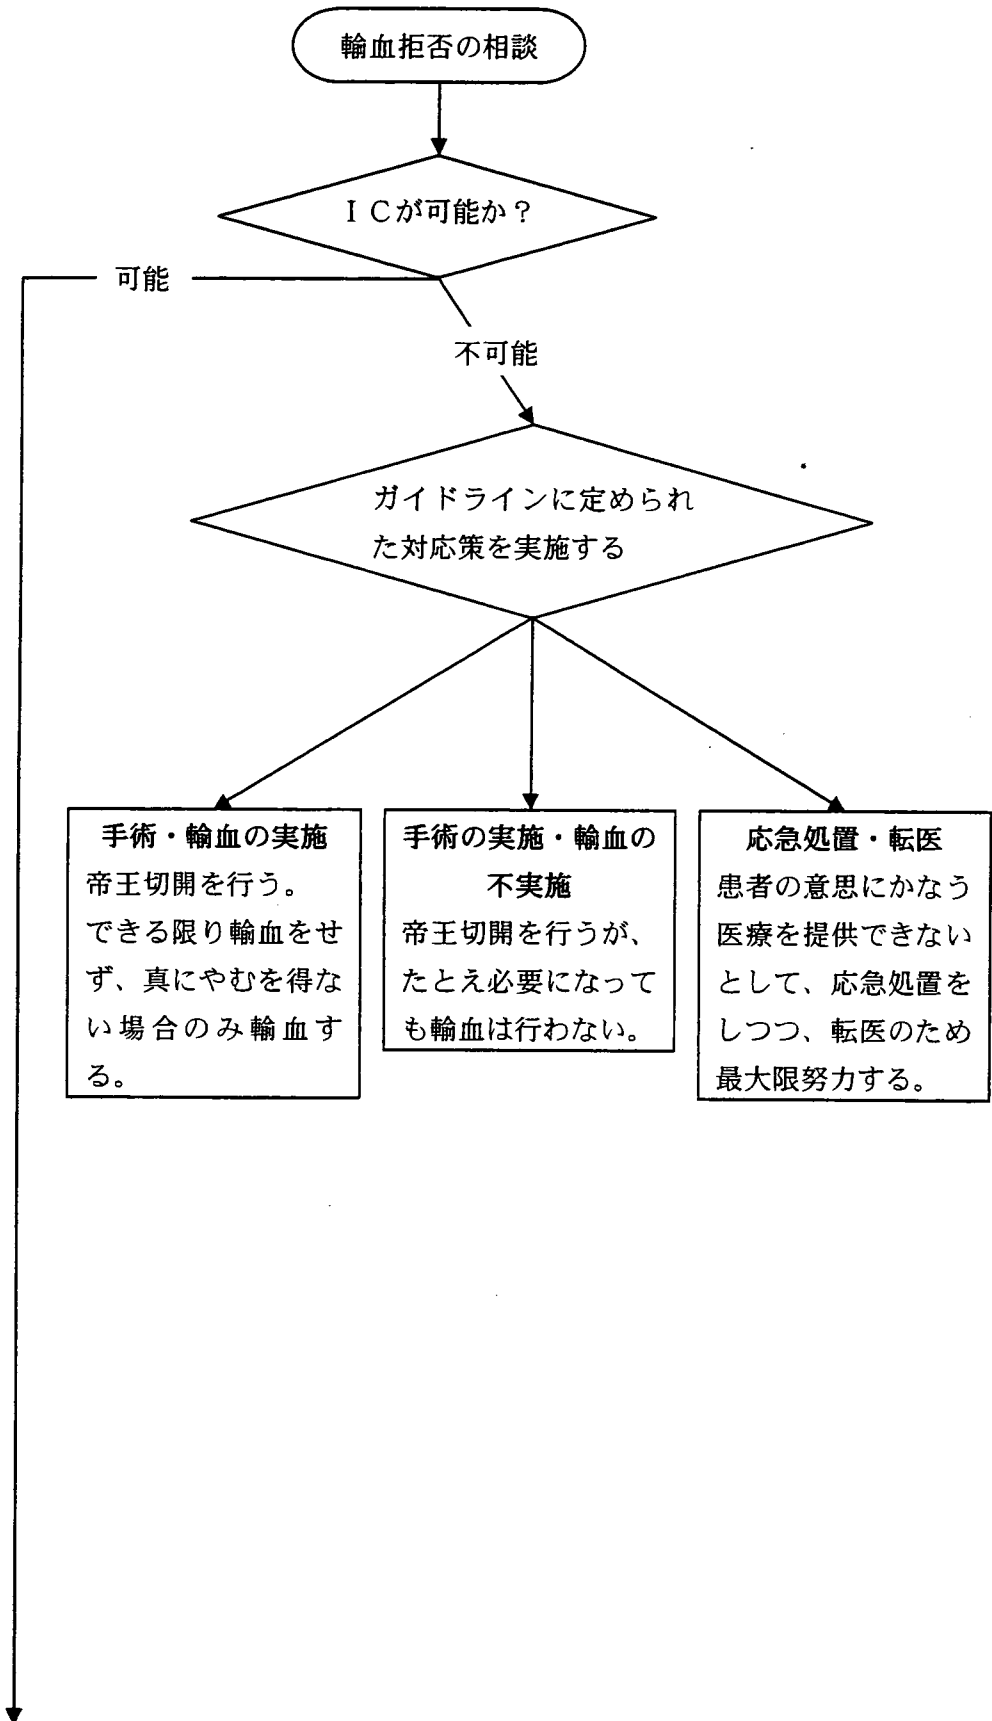 輸血拒否の相談
ＩＣが可能か？
可能
不可能
ガイドラインに定められ
た対応策を実施する
手術・輸血の実施
帝王切開を行う。
できる限り輸血をせ
ず、真にやむを得な
い場合のみ輸血す
る。
手術の実施・輸血の
不実施
帝王切開を行うが、
たとえ必要になって
も輸血は行わない。
応急処置・転医
患者の意思にかなう
医療を提供できない
として、応急処置を
しつつ、転医のため
最大限努力する。